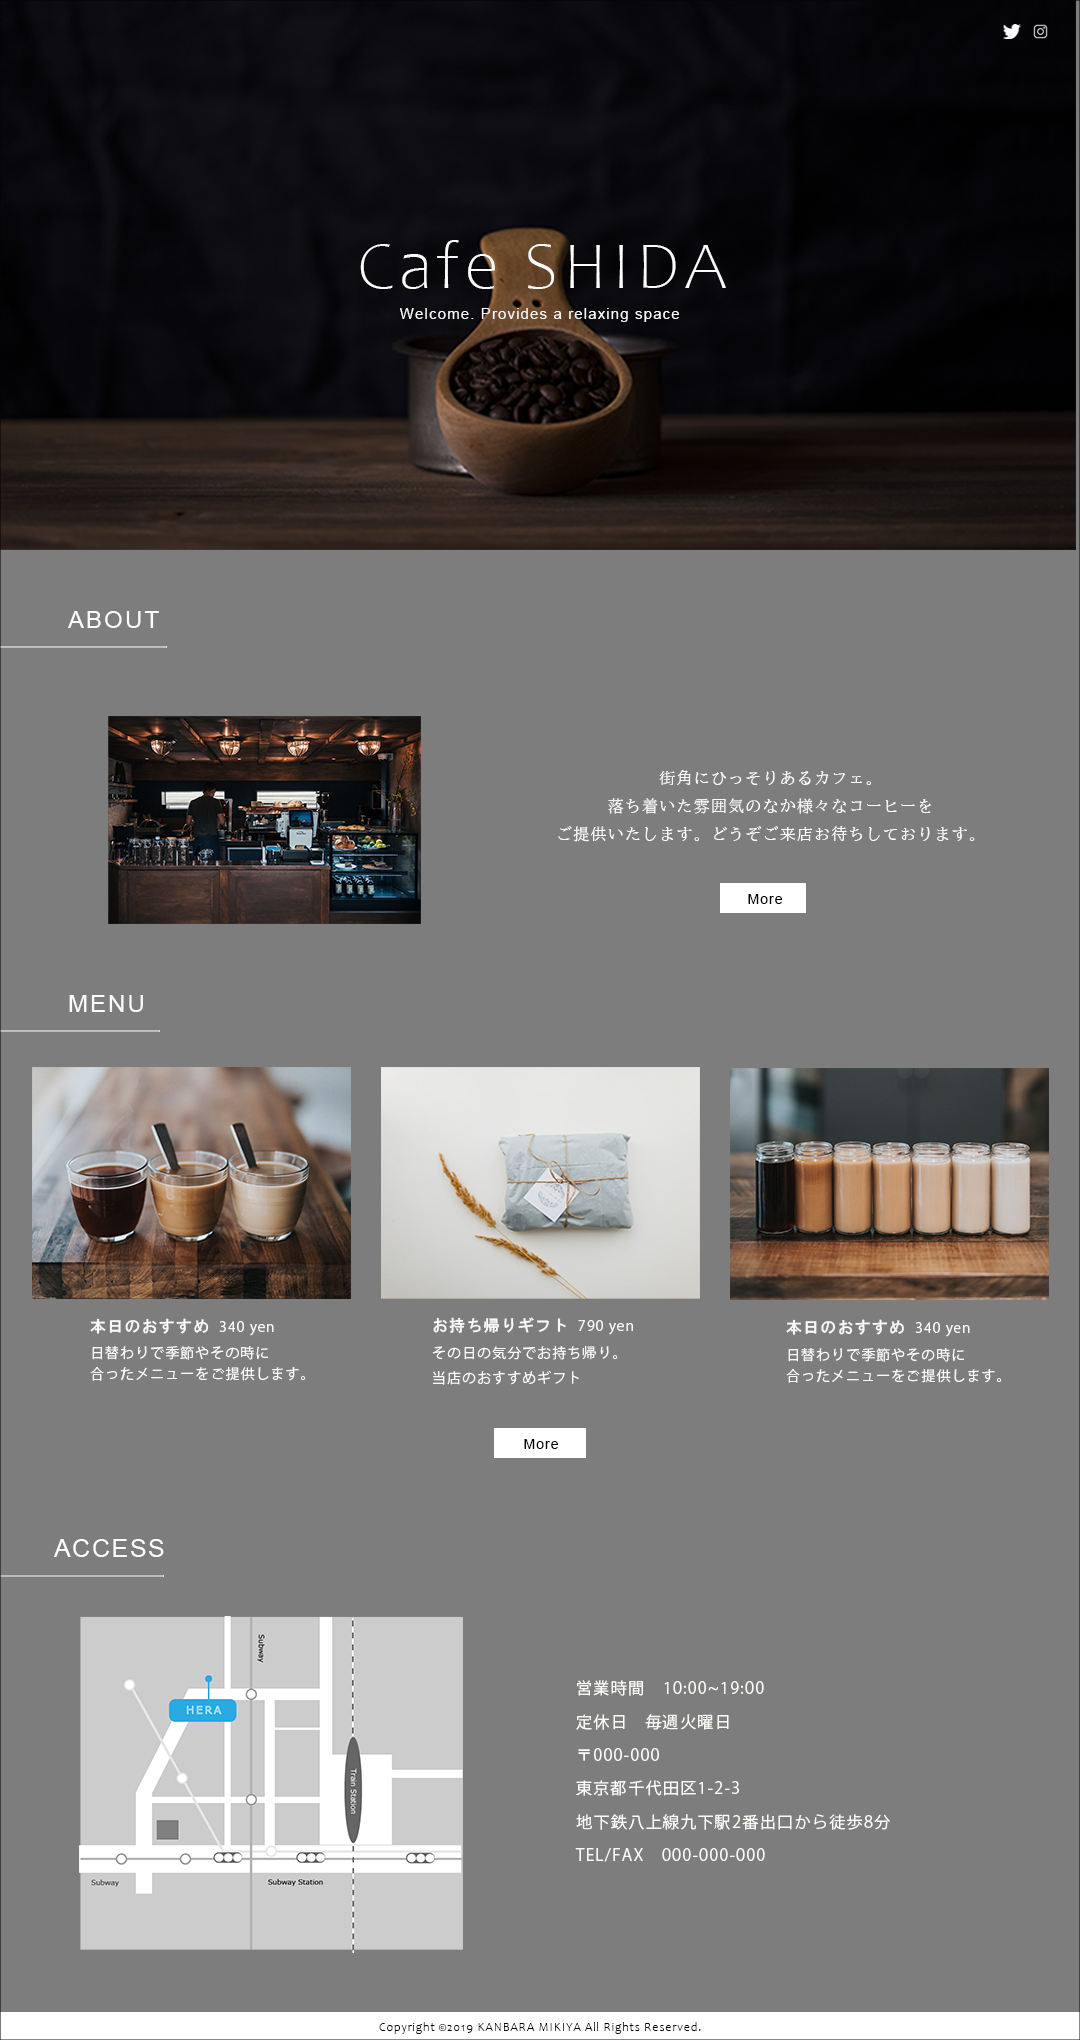 Cafe SHIDA
Welcome. Provides a relaxing space
ABOUT
街角にひっそりあるカフェ。
落ち着いた雰囲気のなか様々なコーヒーを
ご提供いたします。どうぞご来店お待ちしております。
More
MENU
本日のおすすめ 340 yen
日替わりで季節やその時に
合ったメニューをご提供します。
お持ち帰りギフト 790 yen
その日の気分でお持ち帰り。
当店のおすすめギフト
本日のおすすめ 340 yen
日替わりで季節やその時に
合ったメニューをご提供します。
More
ACCESS
Subway
HERA
Train Station
Subway
Subway Station
営業時間　10:00~19:00
定休日　毎週火曜日
〒000-000
東京都千代田区1-2-3
地下鉄八上線九下駅2番出口から徒歩8分
TEL/FAX　000-000-000
Copyright ©2019 KANBARA MIKIYA All Rights Reserved.